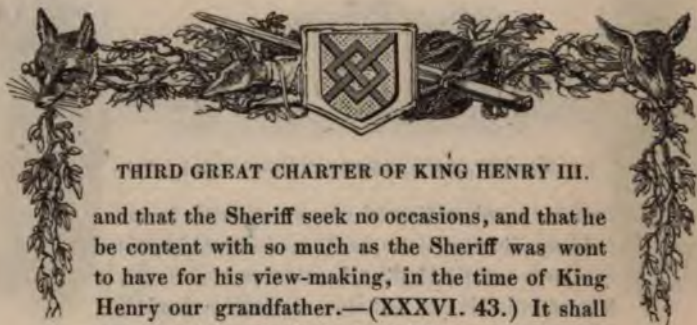 THIRD GREAT CHARTER OF KING HENRY III.
and that the Sheriff seek no occasions, and that he
be content with so much as the Sheriff was wont
to have for his view-making, in the time of King
Henry our grandfather.—(XXXVI. 43.) It shall